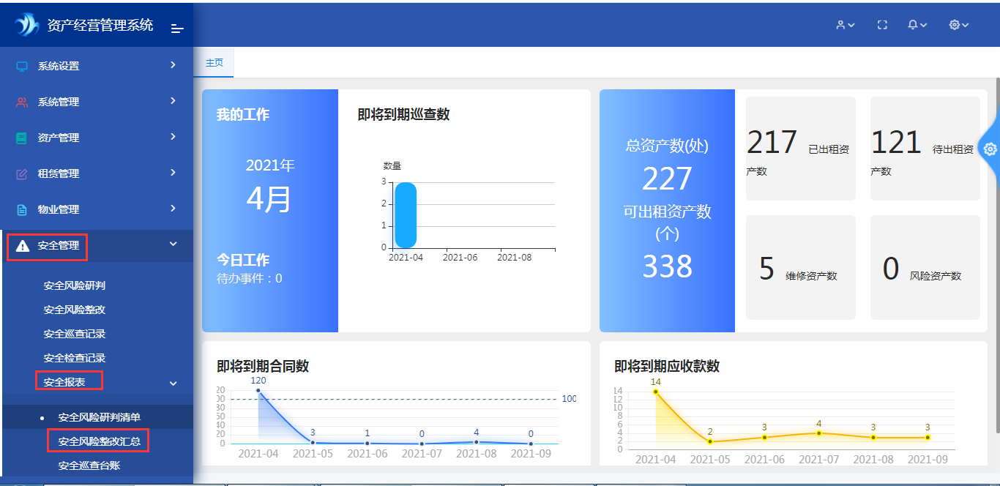 资产经营管理系统
系统设置
系统管理
资产管理
租赁管理
物业管理
安全管理
安全风险研判
安全风险整改
安全巡查记录
安全检查记录
安全报表
安全风险研判清单
安全风险整改汇总
安全巡查台账
主页
我的工作
2021年
4月
今日工作
待办事件：0
即将到期巡查数
数量
3
2
1
0
2021-04 2021-06 2021-08
总资产数(处)
227
可出租资产数
(个)
338
217 已出租资
产数
121 待出租资
产数
5 维修资产数
0 风险资产数
即将到期合同数
120
20
00
80
60
40
20
0
100
3 1 0 4 0
2021-04 2021-05 2021-06 2021-07 2021-08 2021-09
即将到期应收款数
14
14
12
10
8
6
4
2
0
2 3 4 3 3
2021-04 2021-05 2021-06 2021-07 2021-08 2021-09